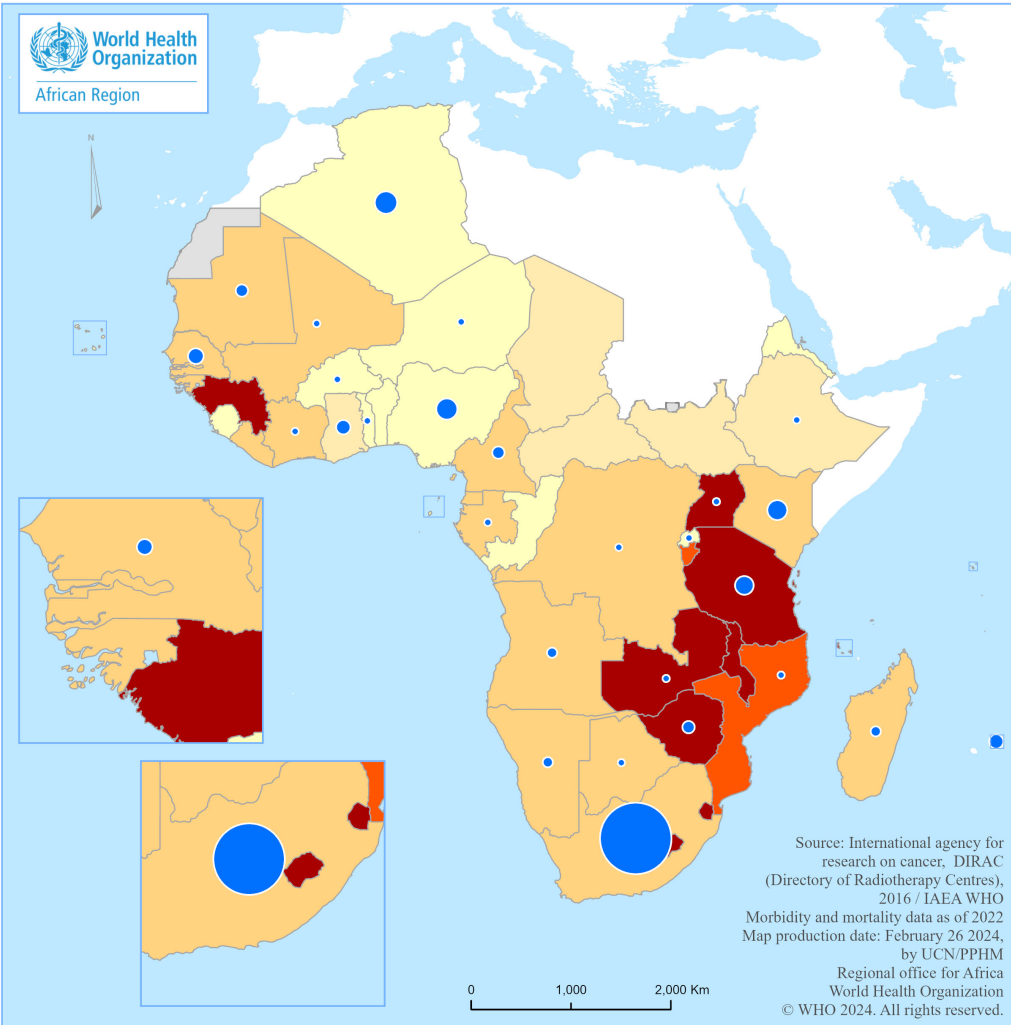 World Health
Organization
African Region
N
Source: International agency for
research on cancer, DIRAC
(Directory of Radiotherapy Centres),
2016 / IAEA WHO
Morbidity and mortality data as of 2022
Map production date: February 26 2024,
by UCN/PPHM
Regional office for Africa
World Health Organization
© WHO 2024. All rights reserved.
0 1,000 2,000 Km